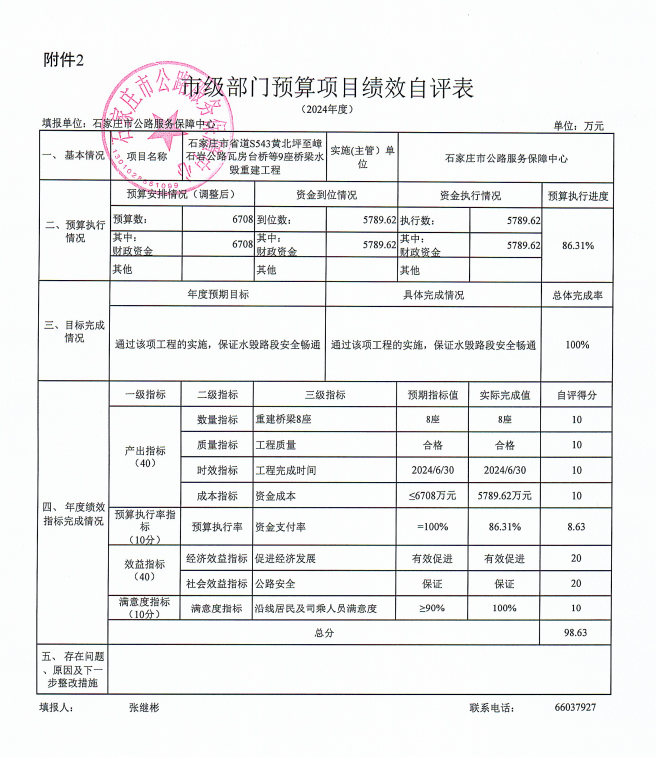 附件2
市级部门预算项目绩效自评表
（2024年度）
填报单位：石家庄市公路服务保障中心 单位：万元
一、基本情况 项目名称 石家庄市省道S543黄北坪至嶂石岩公路瓦房台桥等9座桥梁水毁重建工程 实施(主管）单位 石家庄市公路服务保障中心
二、预算执行情况 预算安排情况（调整后） 资金到位情况 资金执行情况 预算执行进度
预算数： 6708 到位数： 5789.62 执行数： 5789.62 86.31%
其中：财政资金 6708 其中：财政资金 5789.62 其中：财政资金 5789.62
其他 其他 其他
三、目标完成情况 年度预期目标 具体完成情况 总体完成率
通过该项工程的实施，保证水毁路段安全畅通 通过该项工程的实施，保证水毁路段安全畅通 100%
四、年度绩效指标完成情况 一级指标 二级指标 三级指标 预期指标值 实际完成值 自评得分
产出指标（40） 数量指标 重建桥梁8座 8座 8座 10
质量指标 工程质量 合格 合格 10
时效指标 工程完成时间 2024/6/30 2024/6/30 10
成本指标 资金成本 ≤6708万元 5789.62万元 10
预算执行率指标（10分） 预算执行率 资金支付率 =100% 86.31% 8.63
效益指标（40） 经济效益指标 促进经济发展 有效促进 有效促进 20
社会效益指标 公路安全 保证 保证 20
满意度指标（10分） 满意度指标 沿线居民及司乘人员满意度 ≥90% 100% 10
总分 98.63
五、存在问题、原因及下一步整改措施
填报人： 张继彬 联系电话： 66037927
石家庄市公路服务保障中心